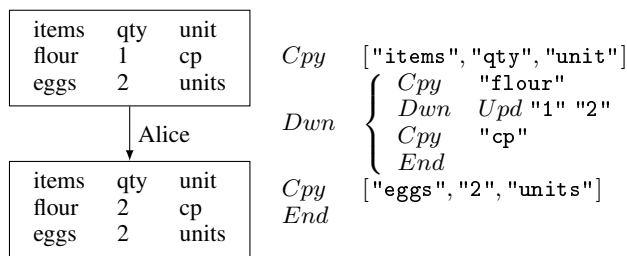 items qty unit
flour 1 cp
eggs 2 units
Alice
items qty unit
flour 2 cp
eggs 2 units
Cpy ["items","qty","unit"]
Dwn { Cpy "flour"
Dwn Upd "1" "2"
Cpy "cp"
End
Cpy ["eggs","2","units"]
End